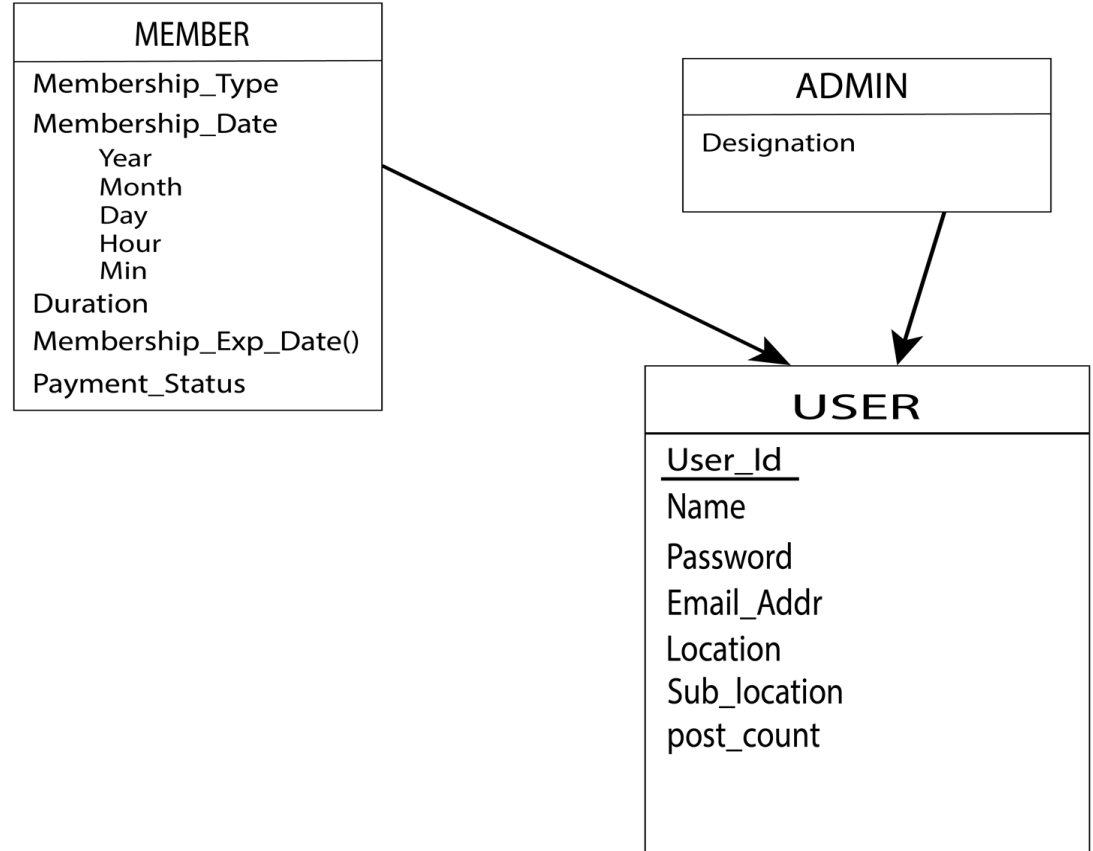 MEMBER
Membership_Type
Membership_Date
Year
Month
Day
Hour
Min
Duration
Membership_Exp_Date()
Payment_Status
ADMIN
Designation
USER
User_Id
Name
Password
Email_Addr
Location
Sub_location
post_count